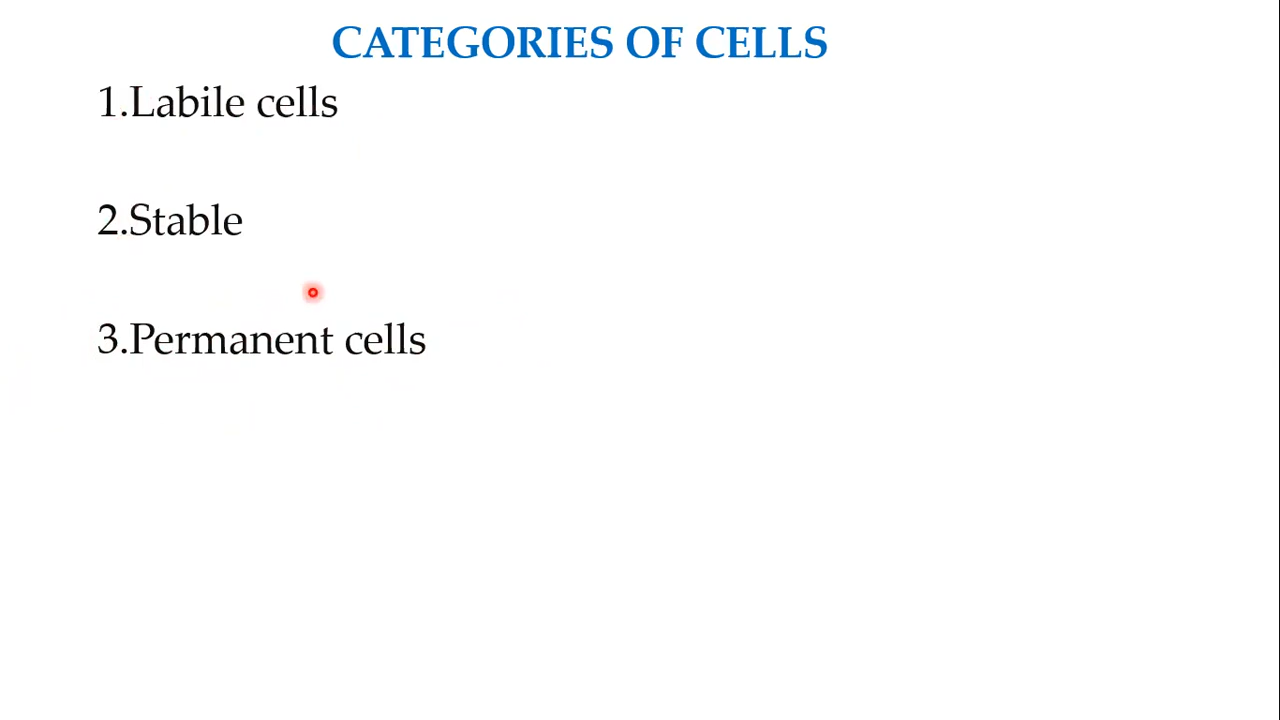 CATEGORIES OF CELLS
1.Labile cells
2.Stable
3.Permanent cells